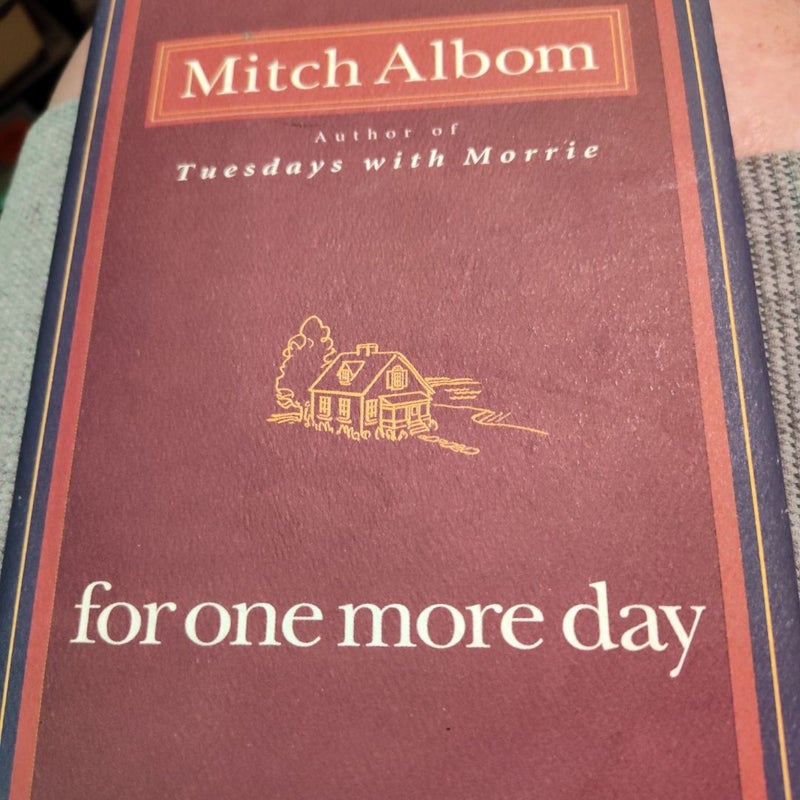 Mitch Albom
Author of
Tuesdays with Morrie
for one more day